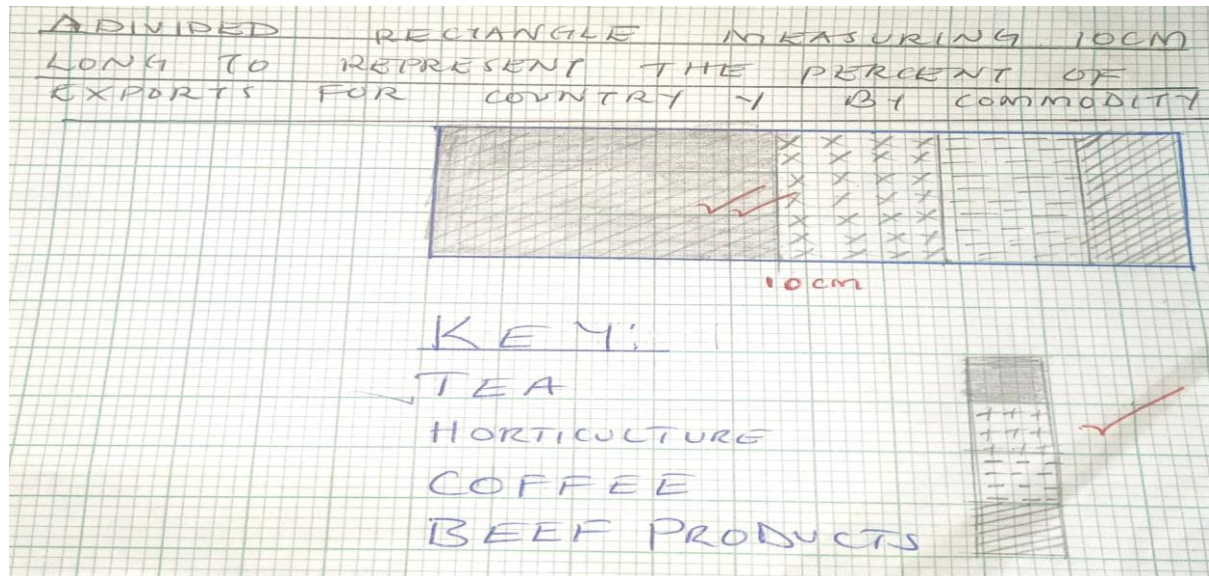 A DIVIDED RECTANGLE MEASURING 10CM
LONG TO REPRESENT THE PERCENT OF
EXPORTS FOR COUNTRY Y BY COMMODITY
10cm
KEY:
TEA
HORTICULTURE
COFFEE
BEEF PRODUCTS